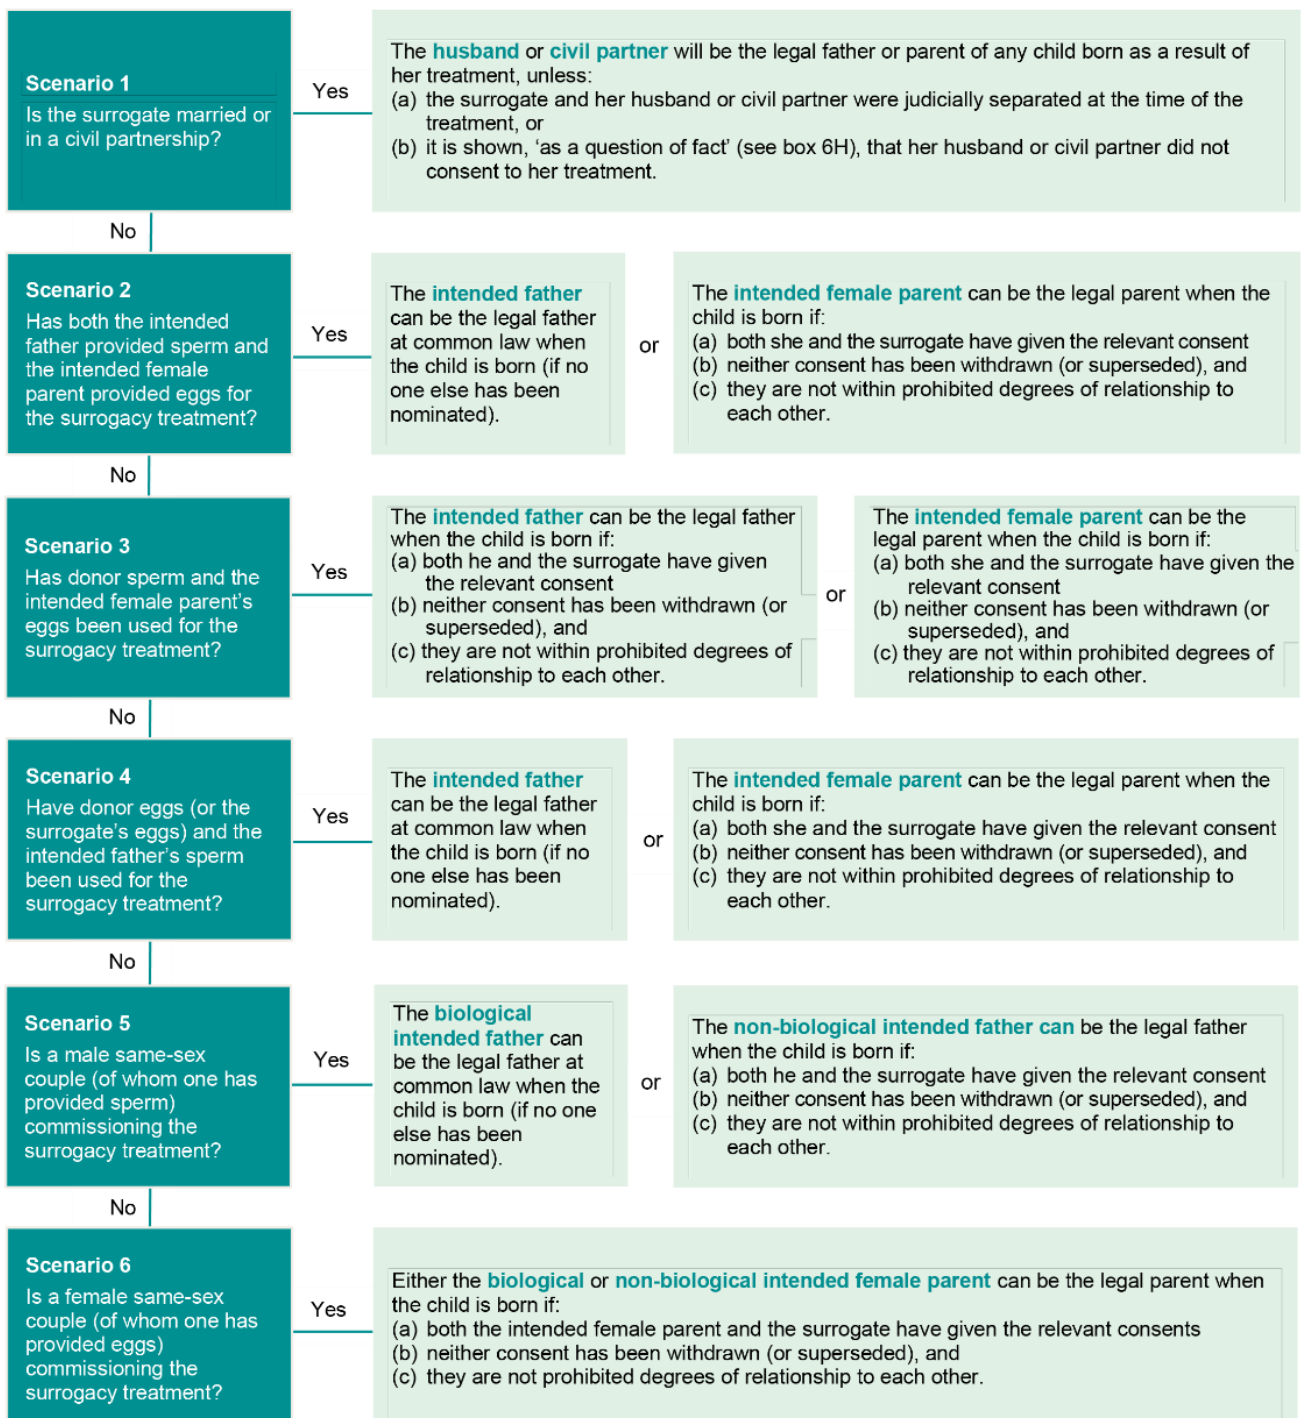 Scenario 1
Is the surrogate married or
in a civil partnership?
Yes
The husband or civil partner will be the legal father or parent of any child born as a result of
her treatment, unless:
(a) the surrogate and her husband or civil partner were judicially separated at the time of the
treatment, or
(b) it is shown, ‘as a question of fact’ (see box 6H), that her husband or civil partner did not
consent to her treatment.
No
Scenario 2
Has both the intended
father provided sperm and
the intended female
parent provided eggs for
the surrogacy treatment?
Yes
The intended father
can be the legal father
at common law when
the child is born (if no
one else has been
nominated).
or
The intended female parent can be the legal parent when the
child is born if:
(a) both she and the surrogate have given the relevant consent
(b) neither consent has been withdrawn (or superseded), and
(c) they are not within prohibited degrees of relationship to
each other.
No
Scenario 3
Has donor sperm and the
intended female parent’s
eggs been used for the
surrogacy treatment?
Yes
The intended father can be the legal father
when the child is born if:
(a) both he and the surrogate have given
the relevant consent
(b) neither consent has been withdrawn (or
superseded), and
(c) they are not within prohibited degrees of
relationship to each other.
or
The intended female parent can be the
legal parent when the child is born if:
(a) both she and the surrogate have given the
relevant consent
(b) neither consent has been withdrawn (or
superseded), and
(c) they are not within prohibited degrees of
relationship to each other.
No
Scenario 4
Have donor eggs (or the
surrogate’s eggs) and the
intended father’s sperm
been used for the
surrogacy treatment?
Yes
The intended father
can be the legal father
at common law when
the child is born (if no
one else has been
nominated).
or
The intended female parent can be the legal parent when the
child is born if:
(a) both she and the surrogate have given the relevant consent
(b) neither consent has been withdrawn (or superseded), and
(c) they are not within prohibited degrees of relationship to
each other.
No
Scenario 5
Is a male same-sex
couple (of whom one has
provided sperm)
commissioning the
surrogacy treatment?
Yes
The biological
intended father can
be the legal father at
common law when the
child is born (if no one
else has been
nominated).
or
The non-biological intended father can be the legal father
when the child is born if:
(a) both he and the surrogate have given the relevant consent
(b) neither consent has been withdrawn (or superseded), and
(c) they are not within prohibited degrees of relationship to
each other.
No
Scenario 6
Is a female same-sex
couple (of whom one has
provided eggs)
commissioning the
surrogacy treatment?
Yes
Either the biological or non-biological intended female parent can be the legal parent when
the child is born if:
(a) both the intended female parent and the surrogate have given the relevant consents
(b) neither consent has been withdrawn (or superseded), and
(c) they are not prohibited degrees of relationship to each other.